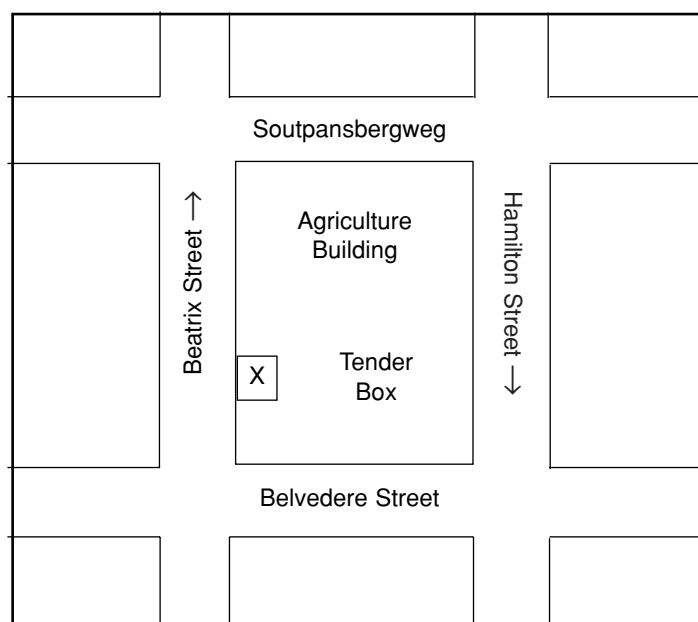 Soutpansbergweg
Agriculture
Building
Beatrix Street →
Hamilton Street →
X
Tender
Box
Belvedere Street